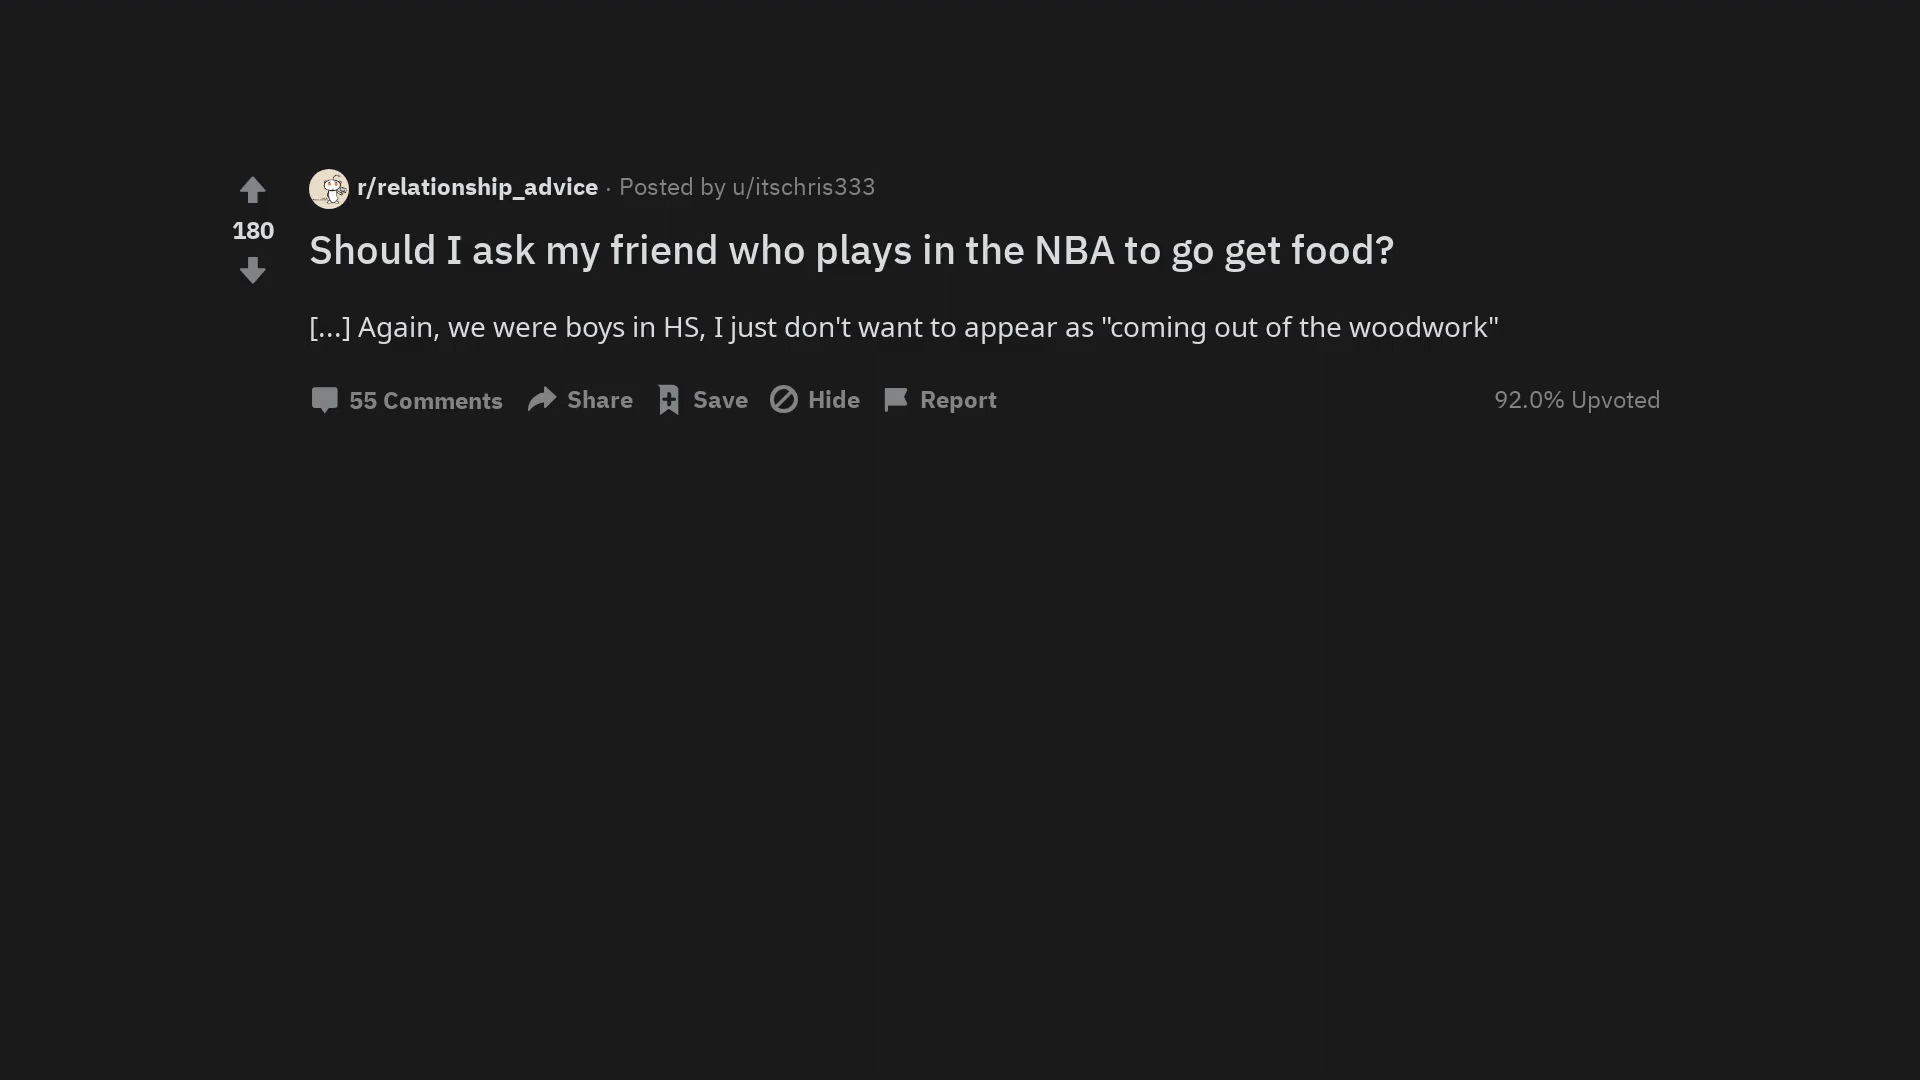 r/relationship_advice · Posted by u/itschris333
180
Should I ask my friend who plays in the NBA to go get food?
[...] Again, we were boys in HS, I just don't want to appear as "coming out of the woodwork"
55 Comments Share Save Hide Report 92.0% Upvoted